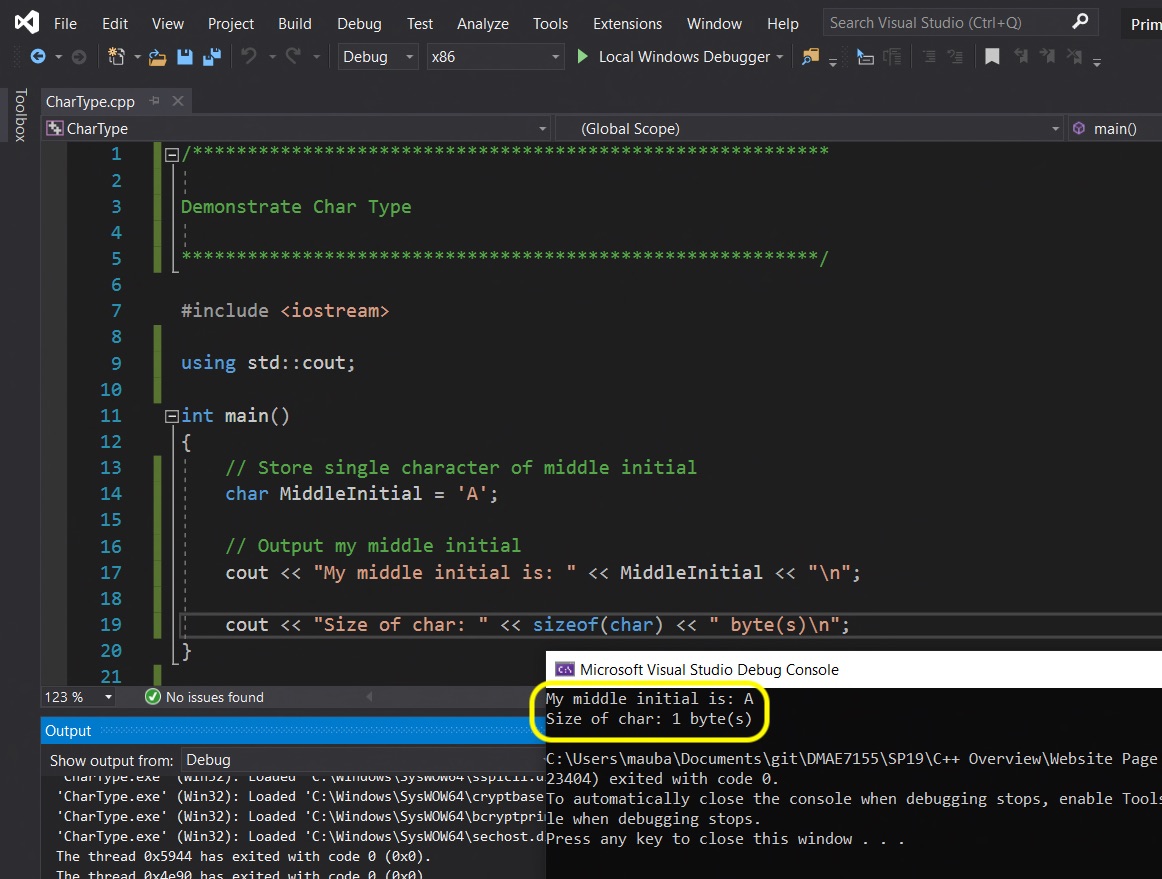 File Edit View Project Build Debug Test Analyze Tools Extensions Window Help Search Visual Studio (Ctrl+Q) Prim
Debug x86 Local Windows Debugger
Toolbox
CharType.cpp
CharType (Global Scope) main()
1 /**********************************************************
2
3 Demonstrate Char Type
4
5 **********************************************************/
6
7 #include <iostream>
8
9 using std::cout;
10
11 int main()
12 {
13 // Store single character of middle initial
14 char MiddleInitial = 'A';
15
16 // Output my middle initial
17 cout << "My middle initial is: " << MiddleInitial << "\n";
18
19 cout << "Size of char: " << sizeof(char) << " byte(s)\n";
20 }
21
123 % No issues found
Output
Show output from: Debug
'CharType.exe' (Win32): Loaded 'C:\Windows\SysWOW64\sspicli.d
'CharType.exe' (Win32): Loaded 'C:\Windows\SysWOW64\cryptbase
'CharType.exe' (Win32): Loaded 'C:\Windows\SysWOW64\bcryptpri
'CharType.exe' (Win32): Loaded 'C:\Windows\SysWOW64\sechost.d
The thread 0x5944 has exited with code 0 (0x0).
The thread 0x4e90 has exited with code 0 (0x0).
Microsoft Visual Studio Debug Console
My middle initial is: A
Size of char: 1 byte(s)
C:\Users\mauba\Documents\git\DMAE7155\SP19\C++ Overview\Website Page
23404) exited with code 0.
To automatically close the console when debugging stops, enable Tools
le when debugging stops.
Press any key to close this window . . .